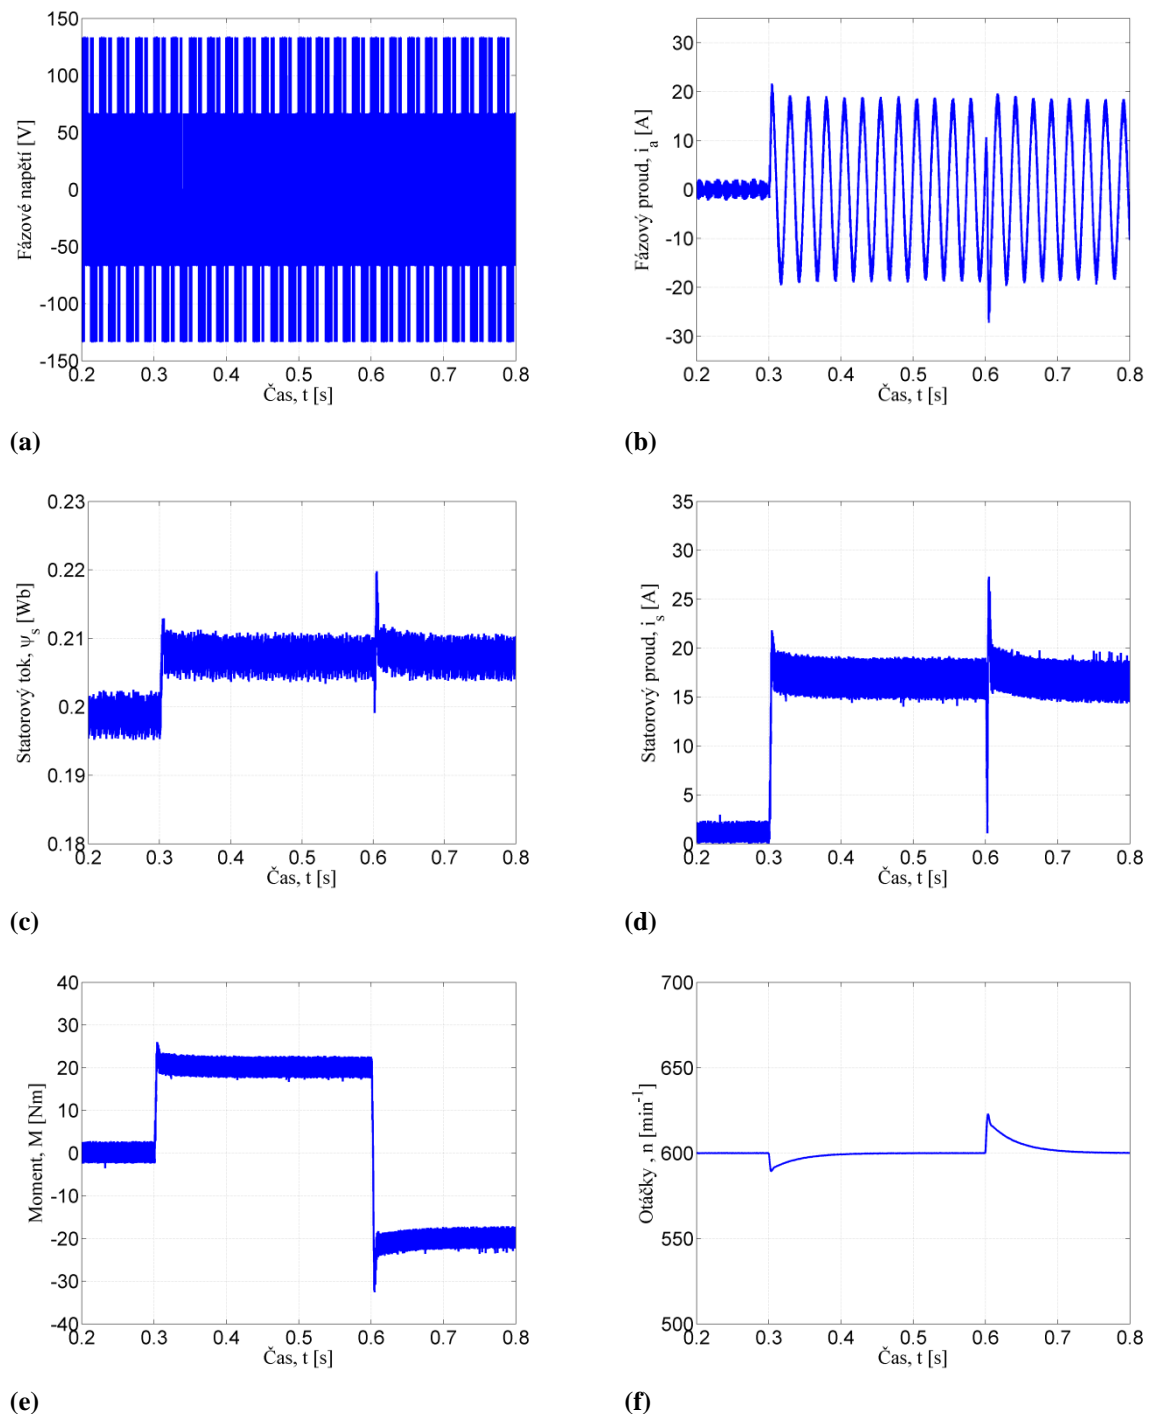 150
100
50
0
-50
-100
-150
0.2 0.3 0.4 0.5 0.6 0.7 0.8
Fázové napětí [V]
Čas, t [s]
(a)
30
20
10
0
-10
-20
-30
0.2 0.3 0.4 0.5 0.6 0.7 0.8
Fázový proud, i_a [A]
Čas, t [s]
(b)
0.23
0.22
0.21
0.2
0.19
0.18
0.2 0.3 0.4 0.5 0.6 0.7 0.8
Statorový tok, ψ_s [Wb]
Čas, t [s]
(c)
35
30
25
20
15
10
5
0
0.2 0.3 0.4 0.5 0.6 0.7 0.8
Statorový proud, i_s [A]
Čas, t [s]
(d)
40
30
20
10
0
-10
-20
-30
-40
0.2 0.3 0.4 0.5 0.6 0.7 0.8
Moment, M [Nm]
Čas, t [s]
(e)
700
650
600
550
500
0.2 0.3 0.4 0.5 0.6 0.7 0.8
Otáčky , n [min⁻¹]
Čas, t [s]
(f)